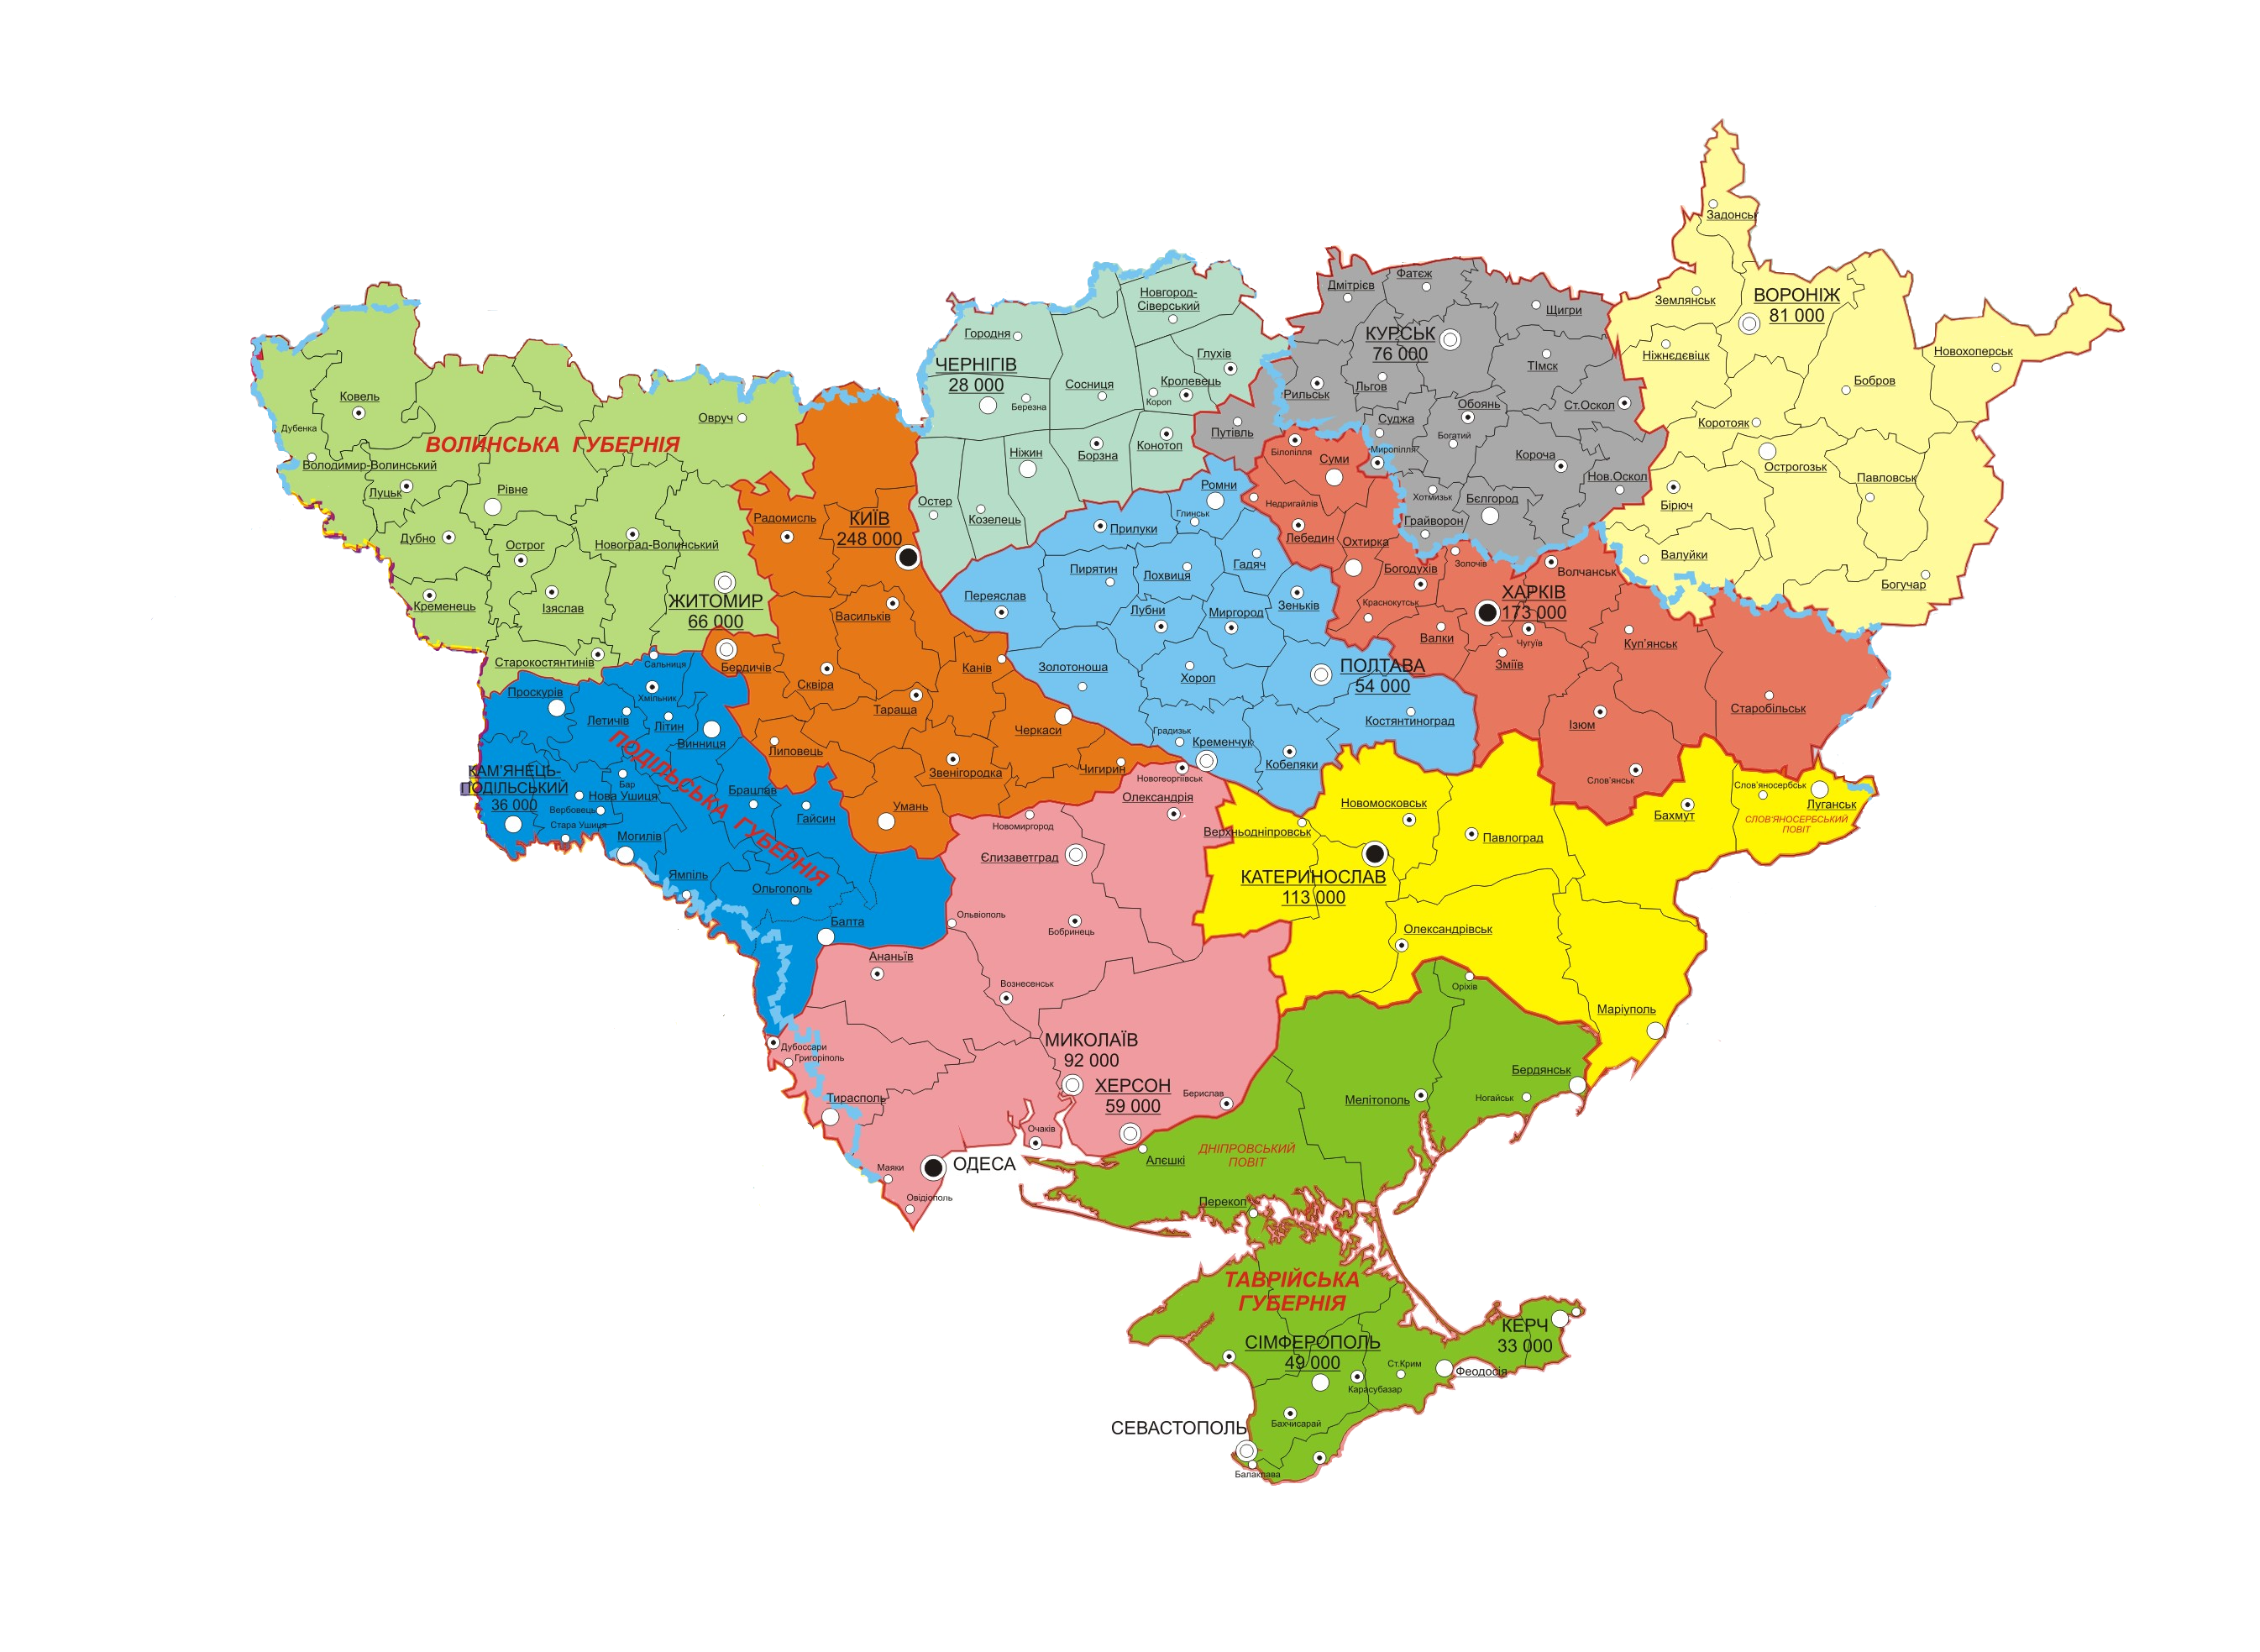 Задонськ
ВОРОНІЖ
81 000
Землянськ
Ніжнєдєвіцк
Новохоперськ
Бобров
Коротояк
Острогозьк
Павловськ
Бірюч
Валуйки
Богучар
Дмітрієв
Фатєж
Щигри
КУРСЬК
76 000
ТІмск
Рильськ
Льгов
Обоянь
Ст.Оскол
Суджа
Богатий
Миропілля
Короча
Нов.Оскол
Хотмизьк
Бєлгород
Грайворон
Путівль
Новгород-
Сіверський
Городня
ЧЕРНІГІВ
28 000
Глухів
Сосниця
Кролевець
Короп
Березна
Конотоп
Борзна
Ніжин
Остер
Козелець
Ковель
Дубенка
ВОЛИНСЬКА ГУБЕРНІЯ
Овруч
Володимир-Волинський
Луцьк
Рівне
Дубно
Острог
Новоград-Волинський
Кременець
Ізяслав
ЖИТОМИР
66 000
Старокостянтинів
Радомисль
КИЇВ
248 000
Васильків
Бердичів
Сквіра
Канів
Тараща
Черкаси
Липовець
Звенігородка
Чигирин
Умань
Ромни
Глинськ
Прилуки
Гадяч
Пирятин
Лохвиця
Переяслав
Лубни
Миргород
Зеньків
Золотоноша
Хорол
ПОЛТАВА
54 000
Костянтиноград
Градизьк
Кременчук
Кобеляки
Білопілля
Суми
Недригайлів
Лебедин
Охтирка
Богодухів
Золочів
Волчанськ
Краснокутськ
ХАРКІВ
173 000
Валки
Чугуїв
Зміїв
Куп'янськ
Ізюм
Старобільськ
Слов'янськ
Сальниця
Проскурів
Хмільник
Летичів
Літин
Винниця
ПОДІЛЬСЬКА ГУБЕРНІЯ
КАМ'ЯНЕЦЬ-
ПОДІЛЬСЬКИЙ
36 000
Бар
Нова Ушиця
Вербовець
Стара Ушиця
Брацлав
Гайсин
Могилів
Ямпіль
Ольгополь
Балта
Новогеоргівськ
Олександрія
Новомиргород
Єлизаветград
Ольвіополь
Бобринець
Ананьїв
Вознесенськ
МИКОЛАЇВ
92 000
ХЕРСОН
59 000
Берислав
Дубоссари
Григоріполь
Тирасполь
Очаків
Маяки
ОДЕСА
Овідіополь
Новомосковськ
Верхньодніпровськ
Павлоград
Бахмут
Слов'яносербськ
Луганськ
СЛОВ'ЯНОСЕРБСЬКИЙ
ПОВІТ
КАТЕРИНОСЛАВ
113 000
Олександрівськ
Маріуполь
Оріхів
Бердянськ
Ногайськ
Мелітополь
ДНІПРОВСЬКИЙ
ПОВІТ
Алєшкі
Перекоп
ТАВРІЙСЬКА
ГУБЕРНІЯ
СІМФЕРОПОЛЬ
49 000
КЕРЧ
33 000
Ст.Крим
Феодосія
Карасубазар
Бахчисарай
СЕВАСТОПОЛЬ
Балаклава